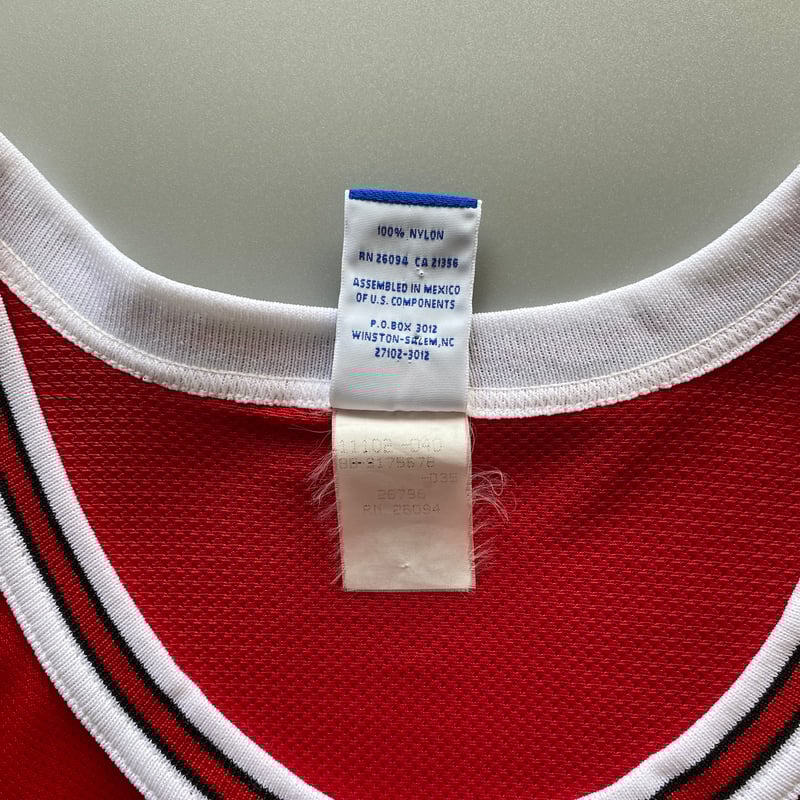 100% NYLON
RN 26094 CA 21356
ASSEMBLED IN MEXICO
OF U.S. COMPONENTS
P.O.BOX 3012
WINSTON-SALEM, NC
27102-3012
11102 -040
-035
26796
RN 26094